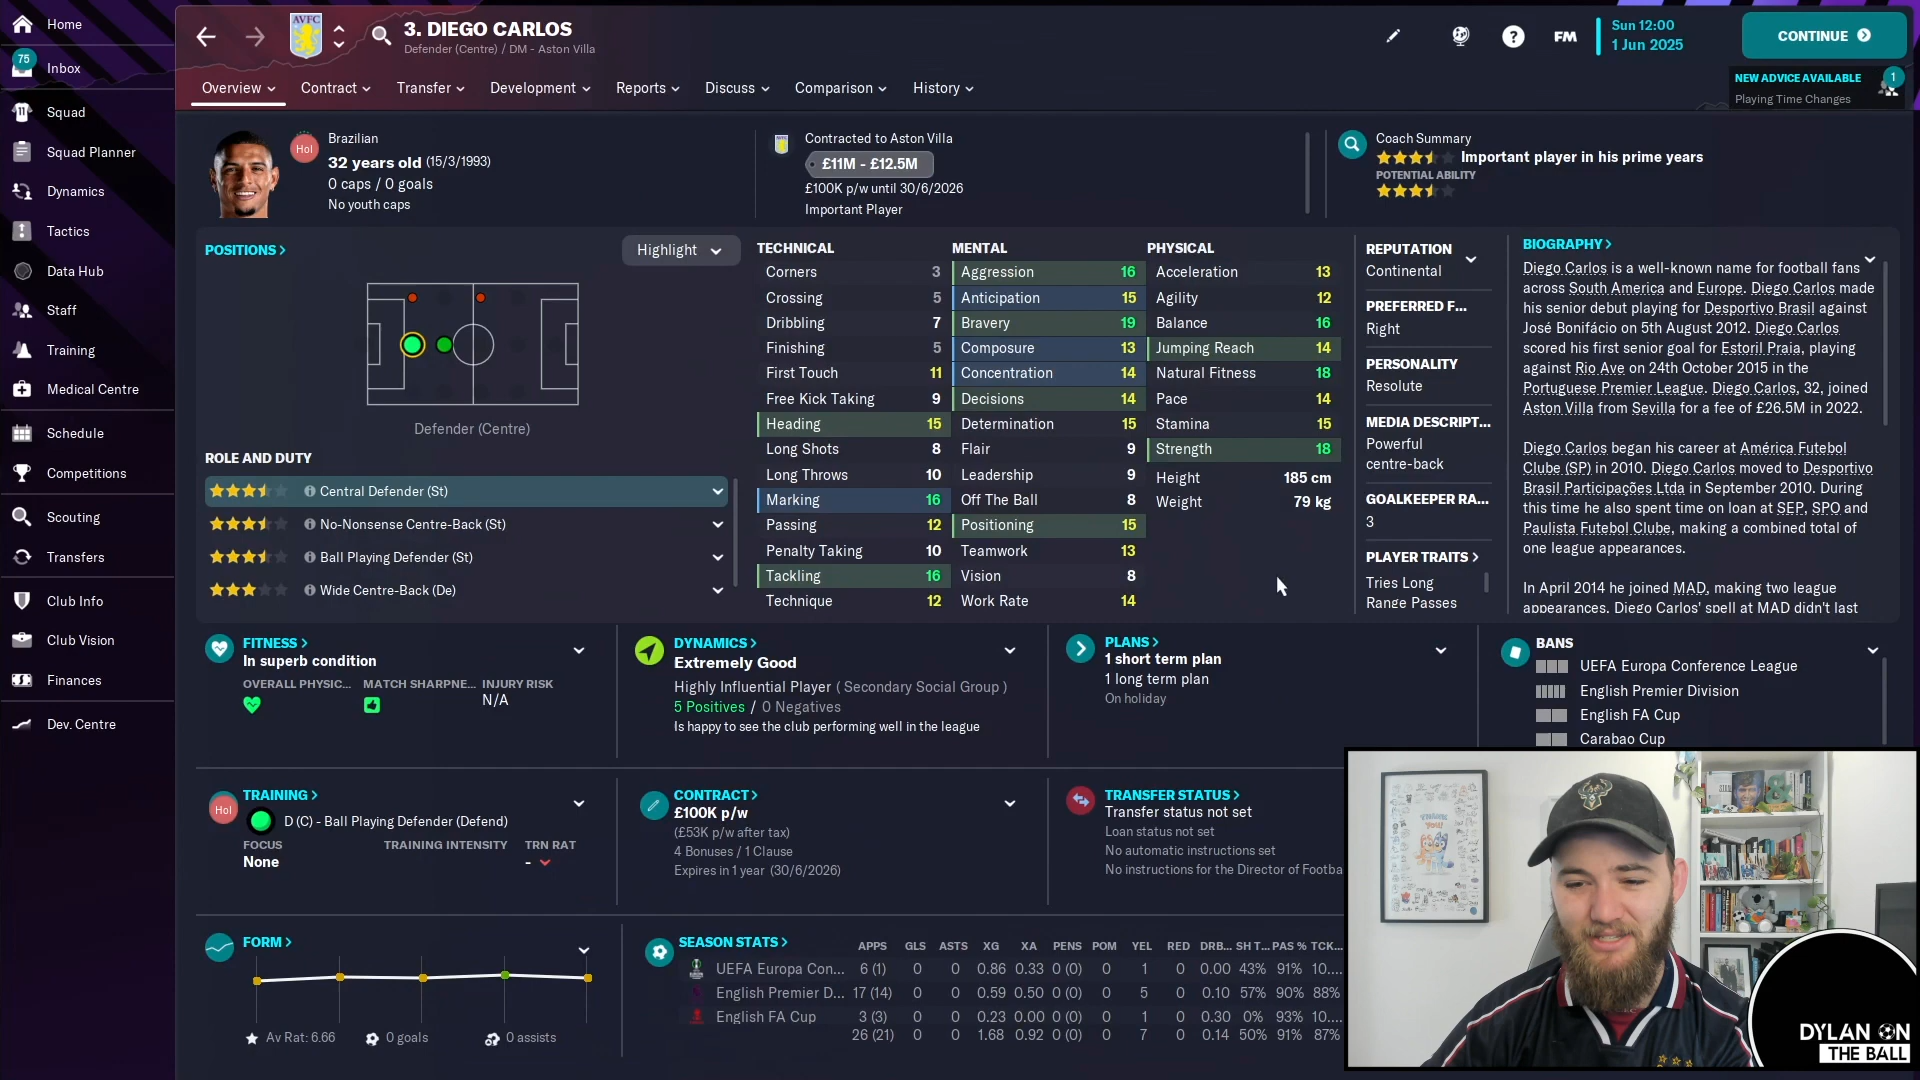 Home
75
Inbox
Squad
Squad Planner
Dynamics
Tactics
Data Hub
Staff
Training
Medical Centre
Schedule
Competitions
Scouting
Transfers
Club Info
Club Vision
Finances
Dev. Centre
AVFC
3. DIEGO CARLOS
Defender (Centre) / DM - Aston Villa
?
FM
Sun 12:00
1 Jun 2025
CONTINUE
Overview
Contract
Transfer
Development
Reports
Discuss
Comparison
History
NEW ADVICE AVAILABLE
1
Playing Time Changes
Hol
Brazilian
32 years old (15/3/1993)
0 caps / 0 goals
No youth caps
Contracted to Aston Villa
£11M - £12.5M
£100K p/w until 30/6/2026
Important Player
Coach Summary
Important player in his prime years
POTENTIAL ABILITY
POSITIONS >
Highlight
Defender (Centre)
ROLE AND DUTY
Central Defender (St)
No-Nonsense Centre-Back (St)
Ball Playing Defender (St)
Wide Centre-Back (De)
TECHNICAL
Corners 3
Crossing 5
Dribbling 7
Finishing 5
First Touch 11
Free Kick Taking 9
Heading 15
Long Shots 8
Long Throws 10
Marking 16
Passing 12
Penalty Taking 10
Tackling 16
Technique 12
MENTAL
Aggression 16
Anticipation 15
Bravery 19
Composure 13
Concentration 14
Decisions 14
Determination 15
Flair 9
Leadership 9
Off The Ball 8
Positioning 15
Teamwork 13
Vision 8
Work Rate 14
PHYSICAL
Acceleration 13
Agility 12
Balance 16
Jumping Reach 14
Natural Fitness 18
Pace 14
Stamina 15
Strength 18
Height 185 cm
Weight 79 kg
REPUTATION
Continental
PREFERRED F...
Right
PERSONALITY
Resolute
MEDIA DESCRIPT...
Powerful
centre-back
GOALKEEPER RA...
3
PLAYER TRAITS >
Tries Long
Range Passes
BIOGRAPHY >
Diego Carlos is a well-known name for football fans
across South America and Europe. Diego Carlos made
his senior debut playing for Desportivo Brasil against
José Bonifácio on 5th August 2012. Diego Carlos
scored his first senior goal for Estoril Praia, playing
against Rio Ave on 24th October 2015 in the
Portuguese Premier League. Diego Carlos, 32, joined
Aston Villa from Sevilla for a fee of £26.5M in 2022.
Diego Carlos began his career at América Futebol
Clube (SP) in 2010. Diego Carlos moved to Desportivo
Brasil Participações Ltda in September 2010. During
this time he also spent time on loan at SEP, SPO and
Paulista Futebol Clube, making a combined total of
one league appearances.
In April 2014 he joined MAD, making two league
appearances. Diego Carlos' spell at MAD didn't last
FITNESS >
In superb condition
OVERALL PHYSIC... MATCH SHARPNE... INJURY RISK
N/A
DYNAMICS >
Extremely Good
Highly Influential Player ( Secondary Social Group )
5 Positives / 0 Negatives
Is happy to see the club performing well in the league
PLANS >
1 short term plan
1 long term plan
On holiday
BANS
UEFA Europa Conference League
English Premier Division
English FA Cup
Carabao Cup
TRAINING >
Hol
D (C) - Ball Playing Defender (Defend)
FOCUS TRAINING INTENSITY TRN RAT
None -
CONTRACT >
£100K p/w
(£53K p/w after tax)
4 Bonuses / 1 Clause
Expires in 1 year (30/6/2026)
TRANSFER STATUS >
Transfer status not set
Loan status not set
No automatic instructions set
No instructions for the Director of Footba
FORM >
Av Rat: 6.66 0 goals 0 assists
SEASON STATS > APPS GLS ASTS XG XA PENS POM YEL RED DRB... SH T... PAS % TCK...
UEFA Europa Con... 6 (1) 0 0 0.86 0.33 0 (0) 0 1 0 0.00 43% 91% 10....
English Premier D... 17 (14) 0 0 0.59 0.50 0 (0) 0 5 0 0.10 57% 90% 88%
English FA Cup 3 (3) 0 0 0.23 0.00 0 (0) 0 1 0 0.30 0% 93% 10....
26 (21) 0 0 1.68 0.92 0 (0) 0 7 0 0.14 50% 91% 87%
DYLAN ON
THE BALL